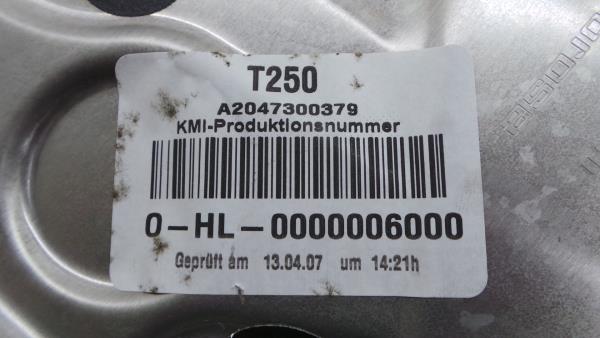 T250
A2047300379
KMI-Produktionsnummer
0-HL-0000006000
Geprüft am 13.04.07 um 14:21h